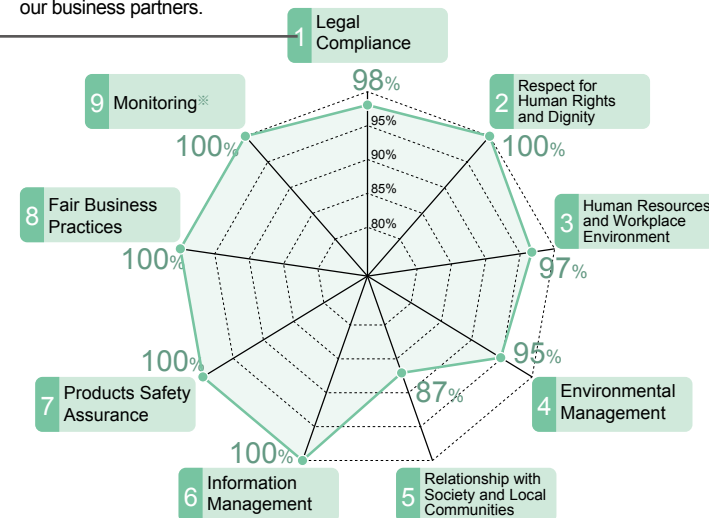 our business partners.
1 Legal
Compliance
98%
2 Respect for
Human Rights
and Dignity
100%
3 Human Resources
and Workplace
Environment
97%
4 Environmental
Management
95%
5 Relationship with
Society and Local
Communities
87%
6 Information
Management
100%
7 Products Safety
Assurance
100%
8 Fair Business
Practices
100%
9 Monitoring※
100%
95%
90%
85%
80%